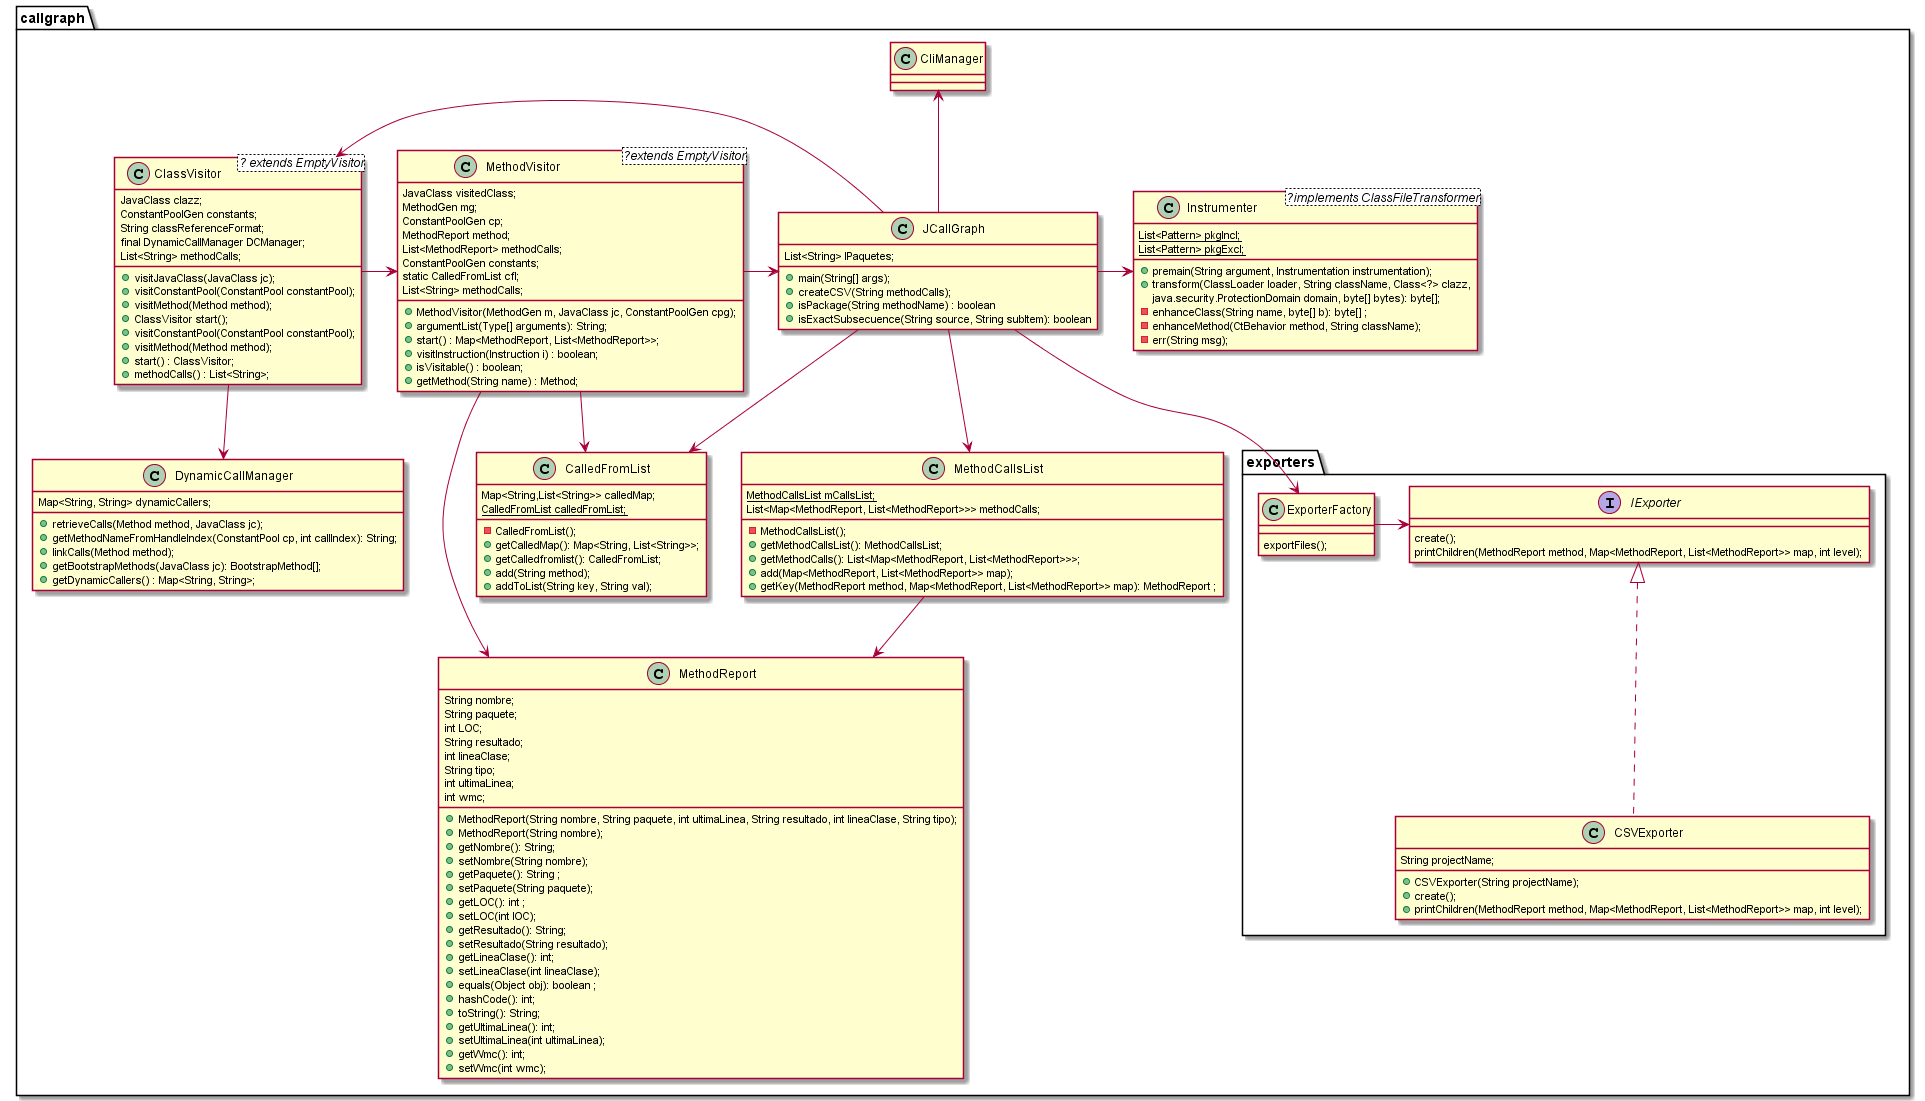 callgraph
C CliManager
C ClassVisitor
? extends EmptyVisitor
JavaClass clazz;
ConstantPoolGen constants;
String classReferenceFormat;
final DynamicCallManager DCManager;
List<String> methodCalls;
visitJavaClass(JavaClass jc);
visitConstantPool(ConstantPool constantPool);
visitMethod(Method method);
ClassVisitor start();
visitConstantPool(ConstantPool constantPool);
visitMethod(Method method);
start() : ClassVisitor;
methodCalls() : List<String>;
C MethodVisitor
?extends EmptyVisitor
JavaClass visitedClass;
MethodGen mg;
ConstantPoolGen cp;
MethodReport method;
List<MethodReport> methodCalls;
ConstantPoolGen constants;
static CalledFromList cfl;
List<String> methodCalls;
MethodVisitor(MethodGen m, JavaClass jc, ConstantPoolGen cpg);
argumentList(Type[] arguments): String;
start() : Map<MethodReport, List<MethodReport>>;
visitInstruction(Instruction i) : boolean;
isVisitable() : boolean;
getMethod(String name) : Method;
C JCallGraph
List<String> lPaquetes;
main(String[] args);
createCSV(String methodCalls);
isPackage(String methodName) : boolean
isExactSubsecuence(String source, String subItem): boolean
C Instrumenter
?implements ClassFileTransformer
List<Pattern> pkgIncl;
List<Pattern> pkgExcl;
premain(String argument, Instrumentation instrumentation);
transform(ClassLoader loader, String className, Class<?> clazz,
java.security.ProtectionDomain domain, byte[] bytes): byte[];
enhanceClass(String name, byte[] b): byte[] ;
enhanceMethod(CtBehavior method, String className);
err(String msg);
C DynamicCallManager
Map<String, String> dynamicCallers;
retrieveCalls(Method method, JavaClass jc);
getMethodNameFromHandleIndex(ConstantPool cp, int callIndex): String;
linkCalls(Method method);
getBootstrapMethods(JavaClass jc): BootstrapMethod[];
getDynamicCallers() : Map<String, String>;
C CalledFromList
Map<String,List<String>> calledMap;
CalledFromList calledFromList;
CalledFromList();
getCalledMap(): Map<String, List<String>>;
getCalledfromlist(): CalledFromList;
add(String method);
addToList(String key, String val);
C MethodCallsList
MethodCallsList mCallsList;
List<Map<MethodReport, List<MethodReport>>> methodCalls;
MethodCallsList();
getMethodCallsList(): MethodCallsList;
getMethodCalls(): List<Map<MethodReport, List<MethodReport>>>;
add(Map<MethodReport, List<MethodReport>> map);
getKey(MethodReport method, Map<MethodReport, List<MethodReport>> map): MethodReport ;
exporters
C ExporterFactory
exportFiles();
I IExporter
create();
printChildren(MethodReport method, Map<MethodReport, List<MethodReport>> map, int level);
C MethodReport
String nombre;
String paquete;
int LOC;
String resultado;
int lineaClase;
String tipo;
int ultimaLinea;
int wmc;
MethodReport(String nombre, String paquete, int ultimaLinea, String resultado, int lineaClase, String tipo);
MethodReport(String nombre);
getNombre(): String;
setNombre(String nombre);
getPaquete(): String ;
setPaquete(String paquete);
getLOC(): int ;
setLOC(int lOC);
getResultado(): String;
setResultado(String resultado);
getLineaClase(): int;
setLineaClase(int lineaClase);
equals(Object obj): boolean ;
hashCode(): int;
toString(): String;
getUltimaLinea(): int;
setUltimaLinea(int ultimaLinea);
getWmc(): int;
setWmc(int wmc);
C CSVExporter
String projectName;
CSVExporter(String projectName);
create();
printChildren(MethodReport method, Map<MethodReport, List<MethodReport>> map, int level);